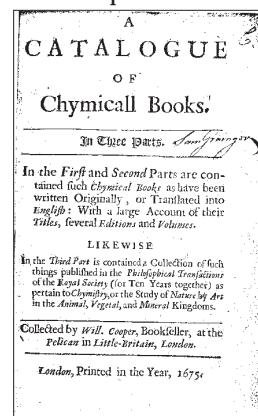 A
CATALOGUE
OF
Chymicall Books.
In Three Parts.
In the First and Second Parts are con-
tained such Chymical Books as have been
written Originally, or Translated into
English: With a large Account of their
Titles, several Editions and Volumes.
LIKEWISE
In the Third Part is contained a Collection of such
things published in the Philosophical Transactions
of the Royal Society (for Ten Years together) as
pertain to Chymistry, or the Study of Nature by Art
in the Animal, Vegetal, and Mineral Kingdoms.
Collected by Will. Cooper, Bookseller, at the
Pelican in Little-Britain, London.
London, Printed in the Year, 1675.